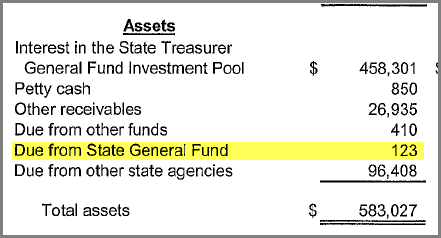 Assets
Interest in the State Treasurer
General Fund Investment Pool $ 458,301 $
Petty cash 850
Other receivables 26,935
Due from other funds 410
Due from State General Fund 123
Due from other state agencies 96,408
Total assets $ 583,027